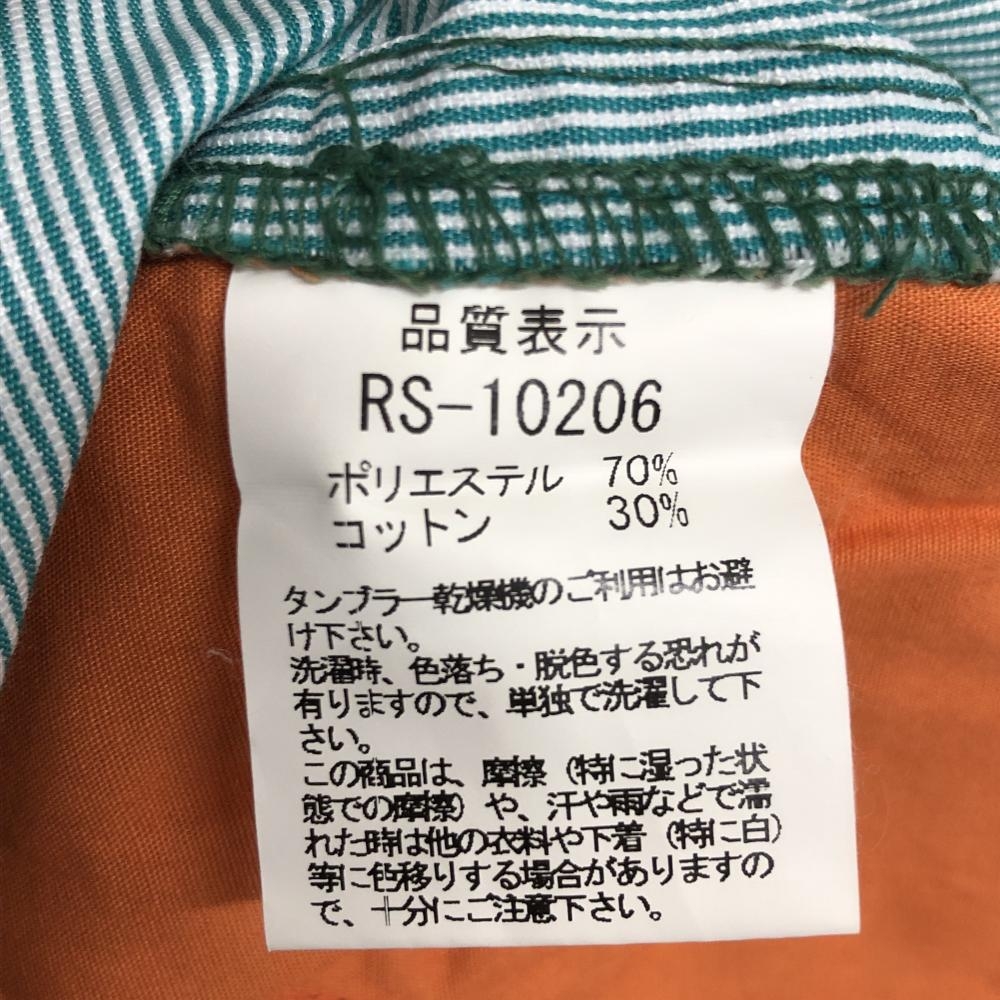 品質表示
RS-10206
ポリエステル 70%
コットン 30%
タンブラー乾燥機のご利用はお避
け下さい。
洗濯時、色落ち・脱色する恐れが
有りますので、単独で洗濯して下
さい。
この商品は、摩擦（特に湿った状
態での摩擦）や、汗や雨などで濡
れた時は他の衣料や下着（特に白）
等に色移りする場合がありますの
で、十分にご注意下さい。